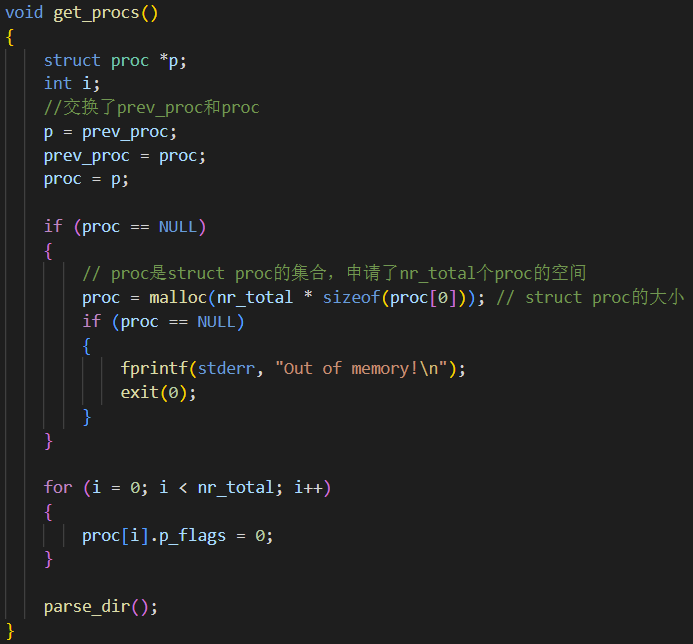 void get_procs()
{
    struct proc *p;
    int i;
    //交换了prev_proc和proc
    p = prev_proc;
    prev_proc = proc;
    proc = p;

    if (proc == NULL)
    {
        // proc是struct proc的集合，申请了nr_total个proc的空间
        proc = malloc(nr_total * sizeof(proc[0])); // struct proc的大小
        if (proc == NULL)
        {
            fprintf(stderr, "Out of memory!\n");
            exit(0);
        }
    }

    for (i = 0; i < nr_total; i++)
    {
        proc[i].p_flags = 0;
    }

    parse_dir();
}